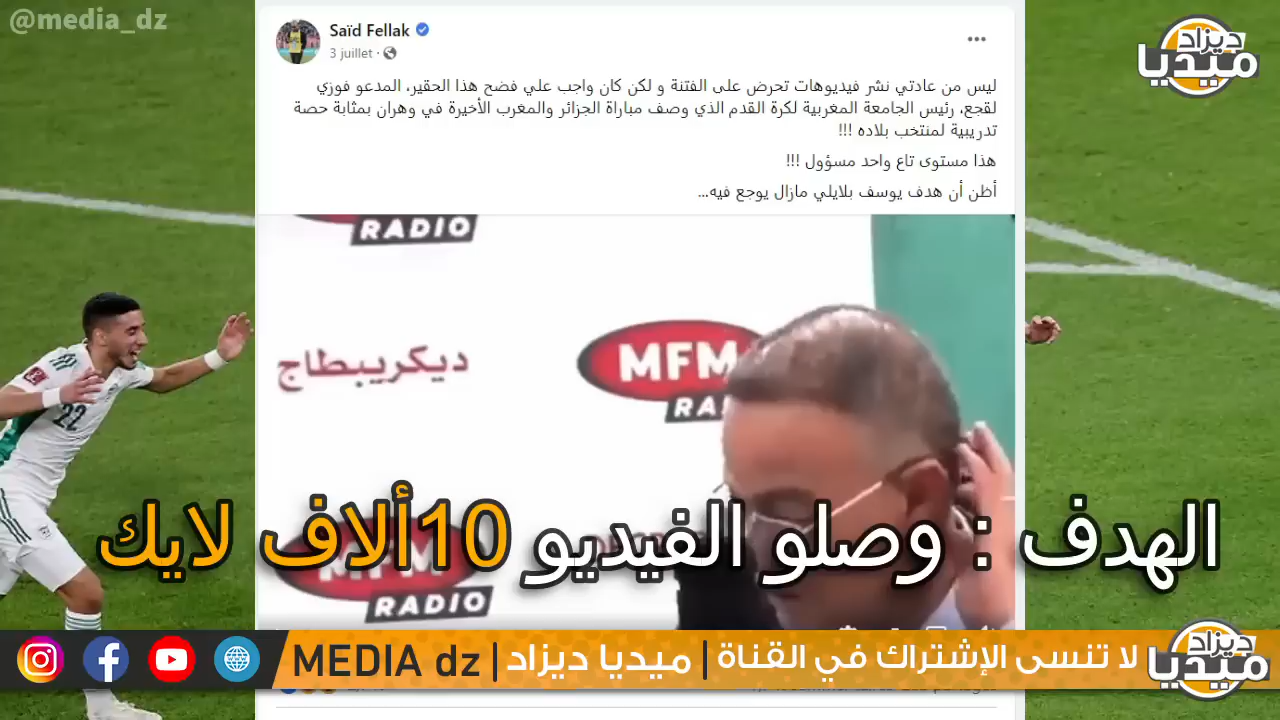 @media_dz
ديزاد
ميديا
Saïd Fellak
3 juillet
ليس من عادتي نشر فيديوهات تحرض على الفتنة و لكن كان واجب علي فضح هذا الحقير، المدعو فوزي
لقجع، رئيس الجامعة المغربية لكرة القدم الذي وصف مباراة الجزائر والمغرب الأخيرة في وهران بمثابة حصة
تدريبية لمنتخب بلاده !!!
هذا مستوى تاع واحد مسؤول !!!
أظن أن هدف يوسف بلايلي مازال يوجع فيه...
RADIO
ديكريبطاج
MFM
22
الهدف : وصلو الفيديو 10ألاف لايك
MFM
RADIO
لا تنسى الإشتراك في القناة | ميديا ديزاد | MEDIA dz
ديزاد
ميديا